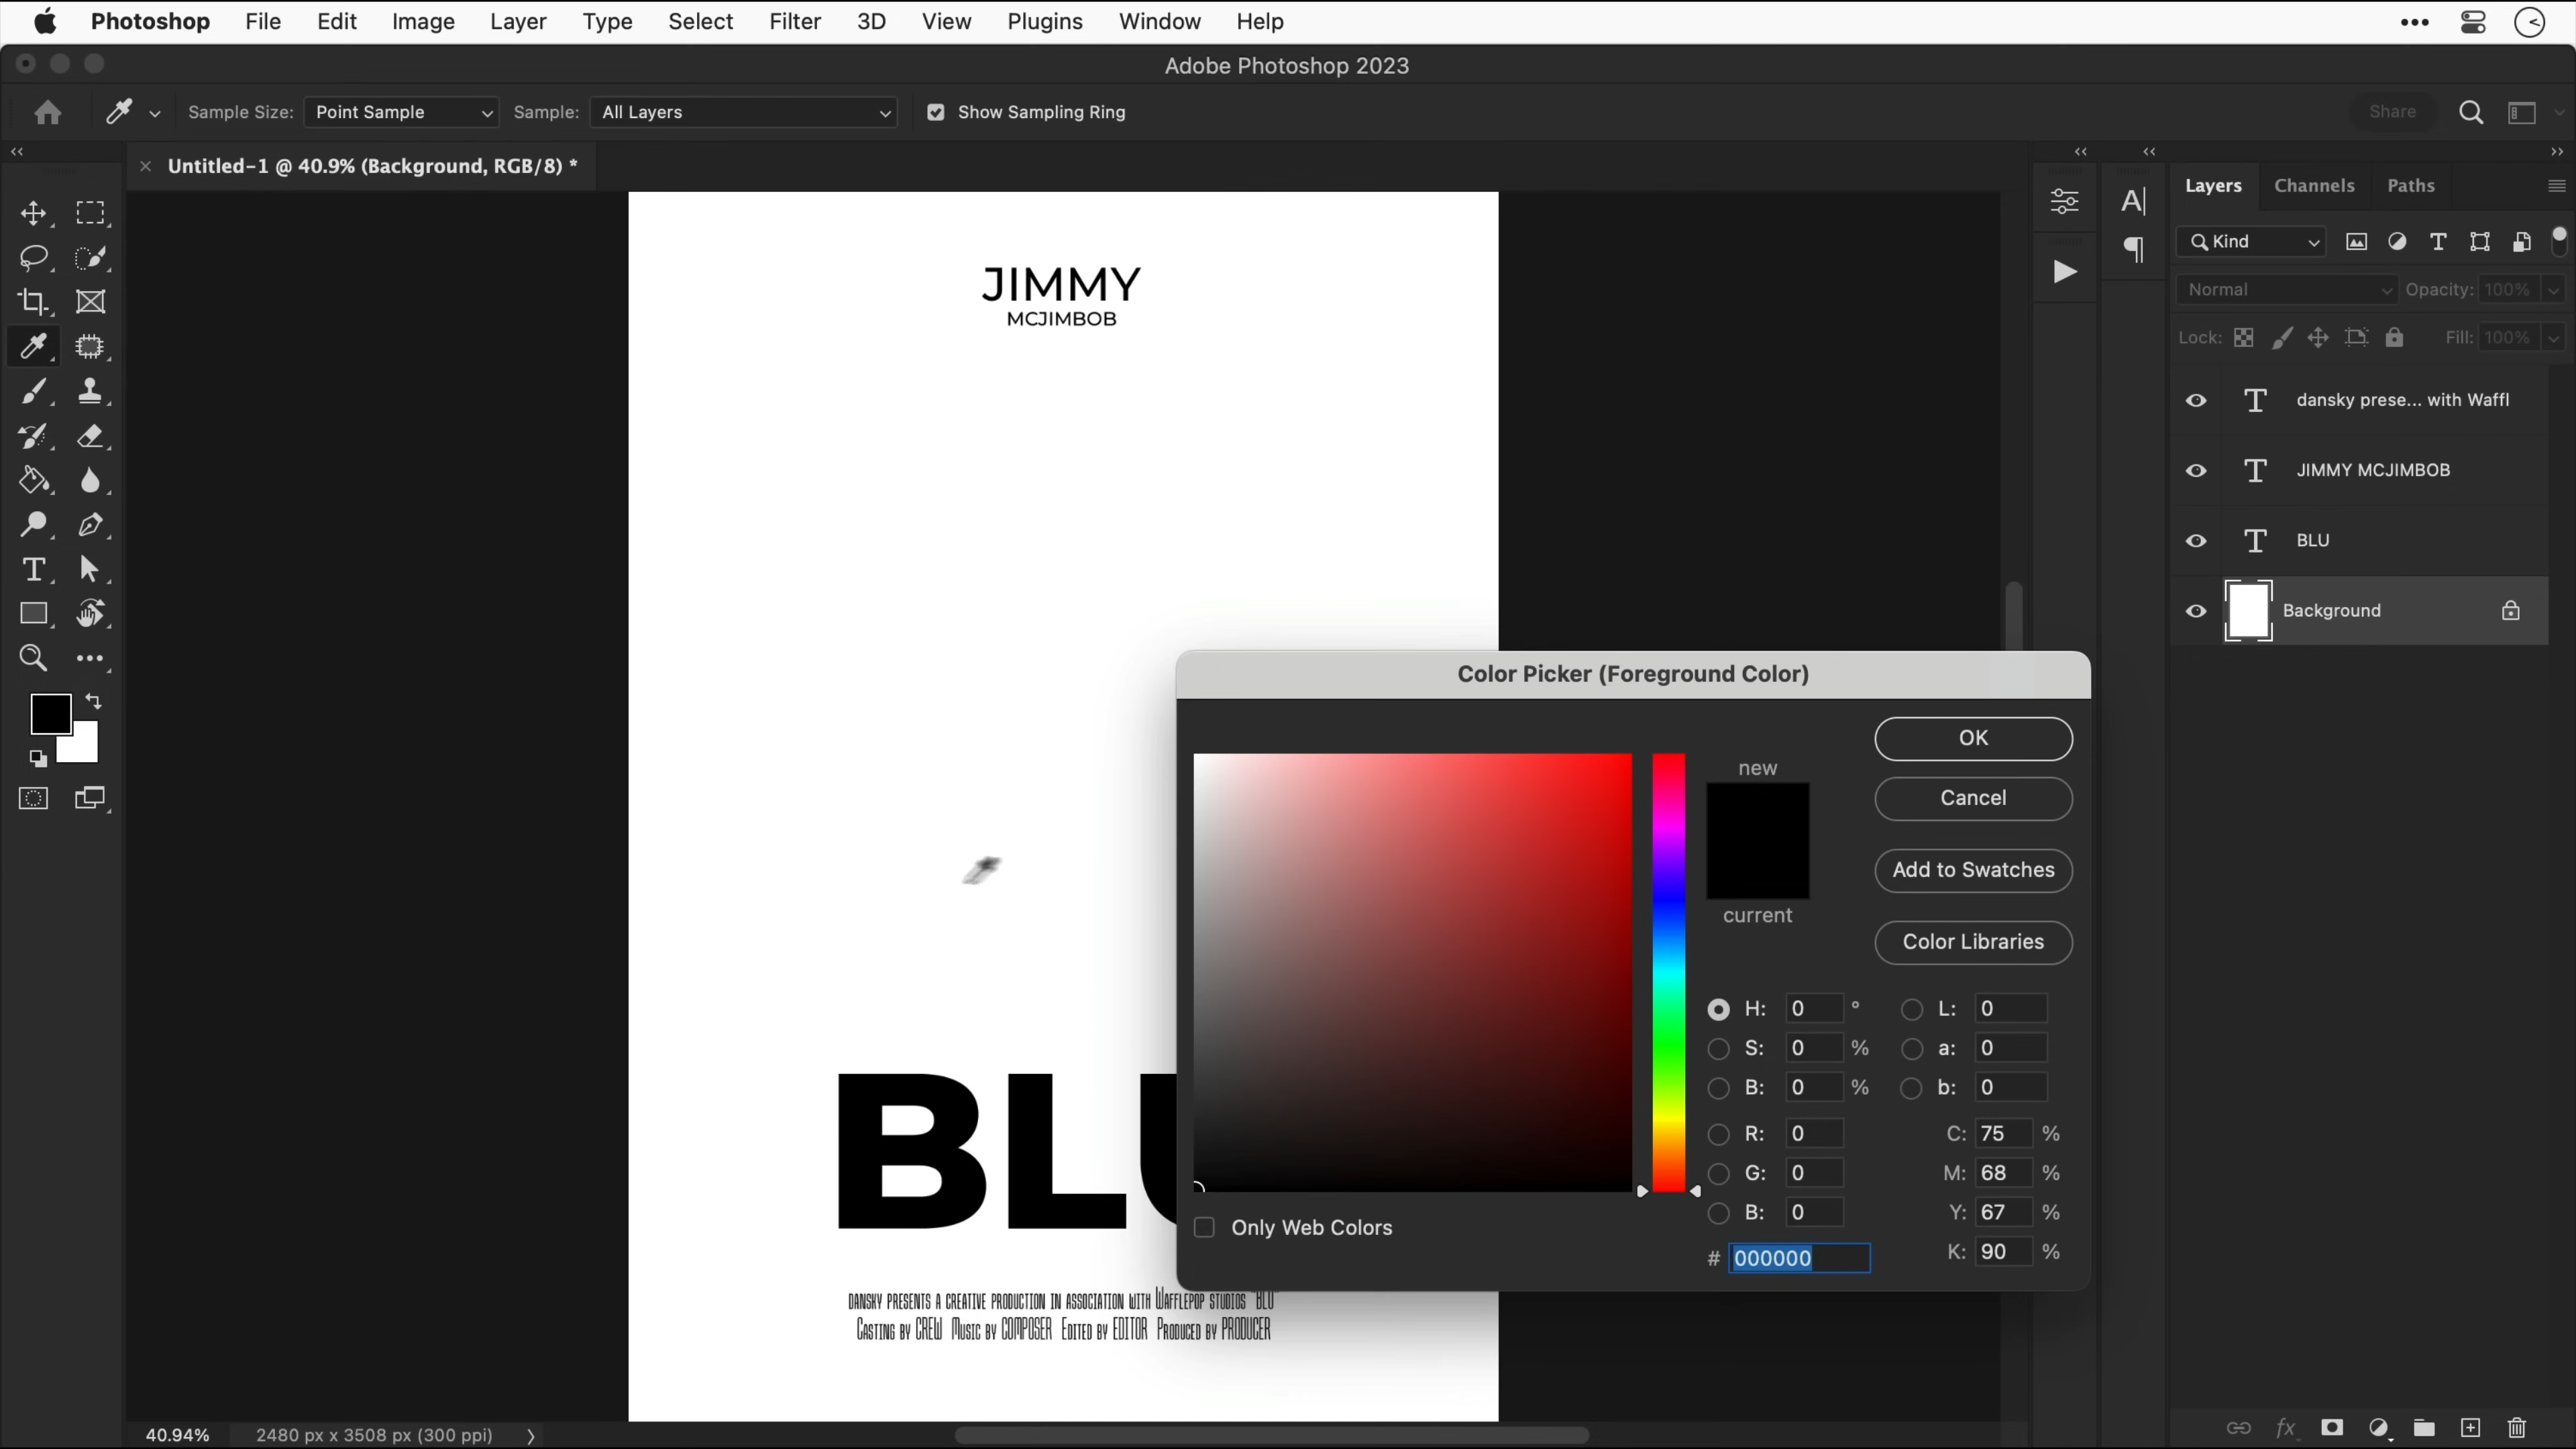 Photoshop File Edit Image Layer Type Select Filter 3D View Plugins Window Help
Adobe Photoshop 2023
Sample Size: Point Sample Sample: All Layers Show Sampling Ring Share
Untitled-1 @ 40.9% (Background, RGB/8) *
Layers Channels Paths
Kind
Normal Opacity: 100%
Lock: Fill: 100%
dansky prese... with Waffl
JIMMY MCJIMBOB
BLU
Background
JIMMY
MCJIMBOB
BLU
DANSKY PRESENTS A CREATIVE PRODUCTION IN ASSOCIATION WITH WAFFLEPOP STUDIOS "BLU"
CASTING BY CREW MUSIC BY COMPOSER EDITED BY EDITOR PRODUCED BY PRODUCER
Color Picker (Foreground Color)
new
current
OK
Cancel
Add to Swatches
Color Libraries
H: 0 ° L: 0
S: 0 % a: 0
B: 0 % b: 0
R: 0 C: 75 %
G: 0 M: 68 %
B: 0 Y: 67 %
# 000000 K: 90 %
Only Web Colors
40.94% 2480 px x 3508 px (300 ppi)